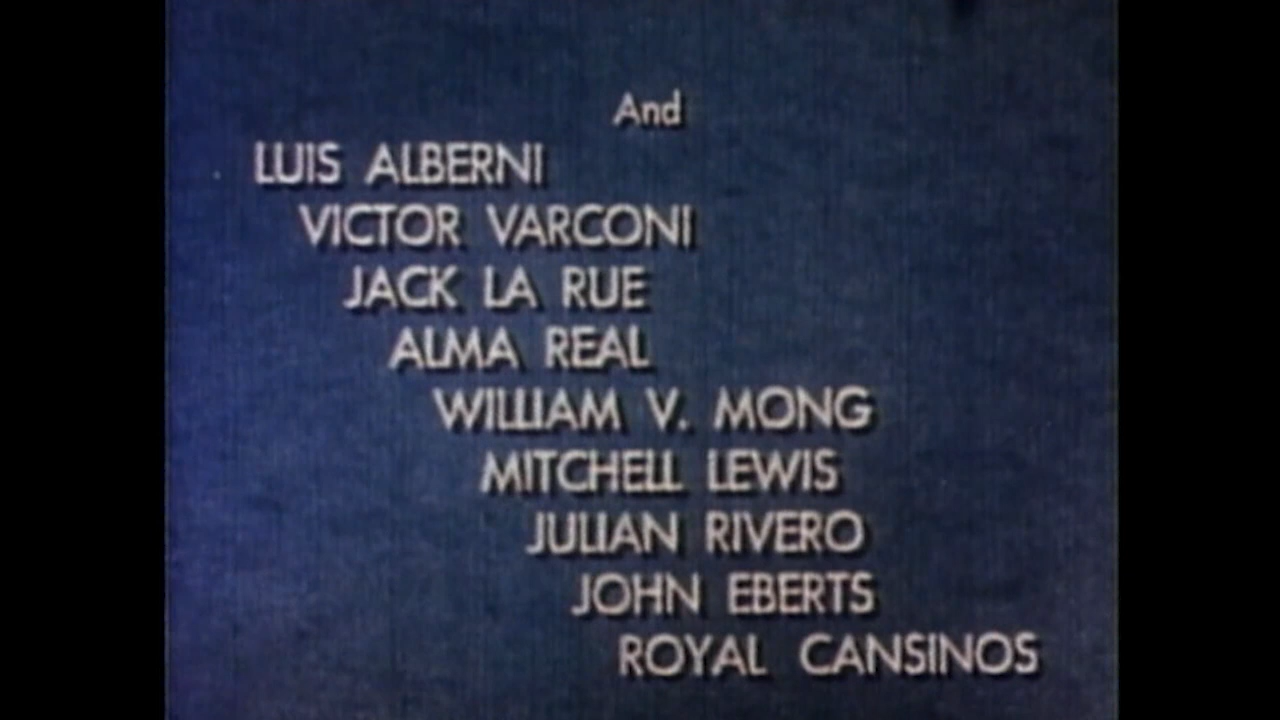 And
LUIS ALBERNI
VICTOR VARCONI
JACK LA RUE
ALMA REAL
WILLIAM V. MONG
MITCHELL LEWIS
JULIAN RIVERO
JOHN EBERTS
ROYAL CANSINOS